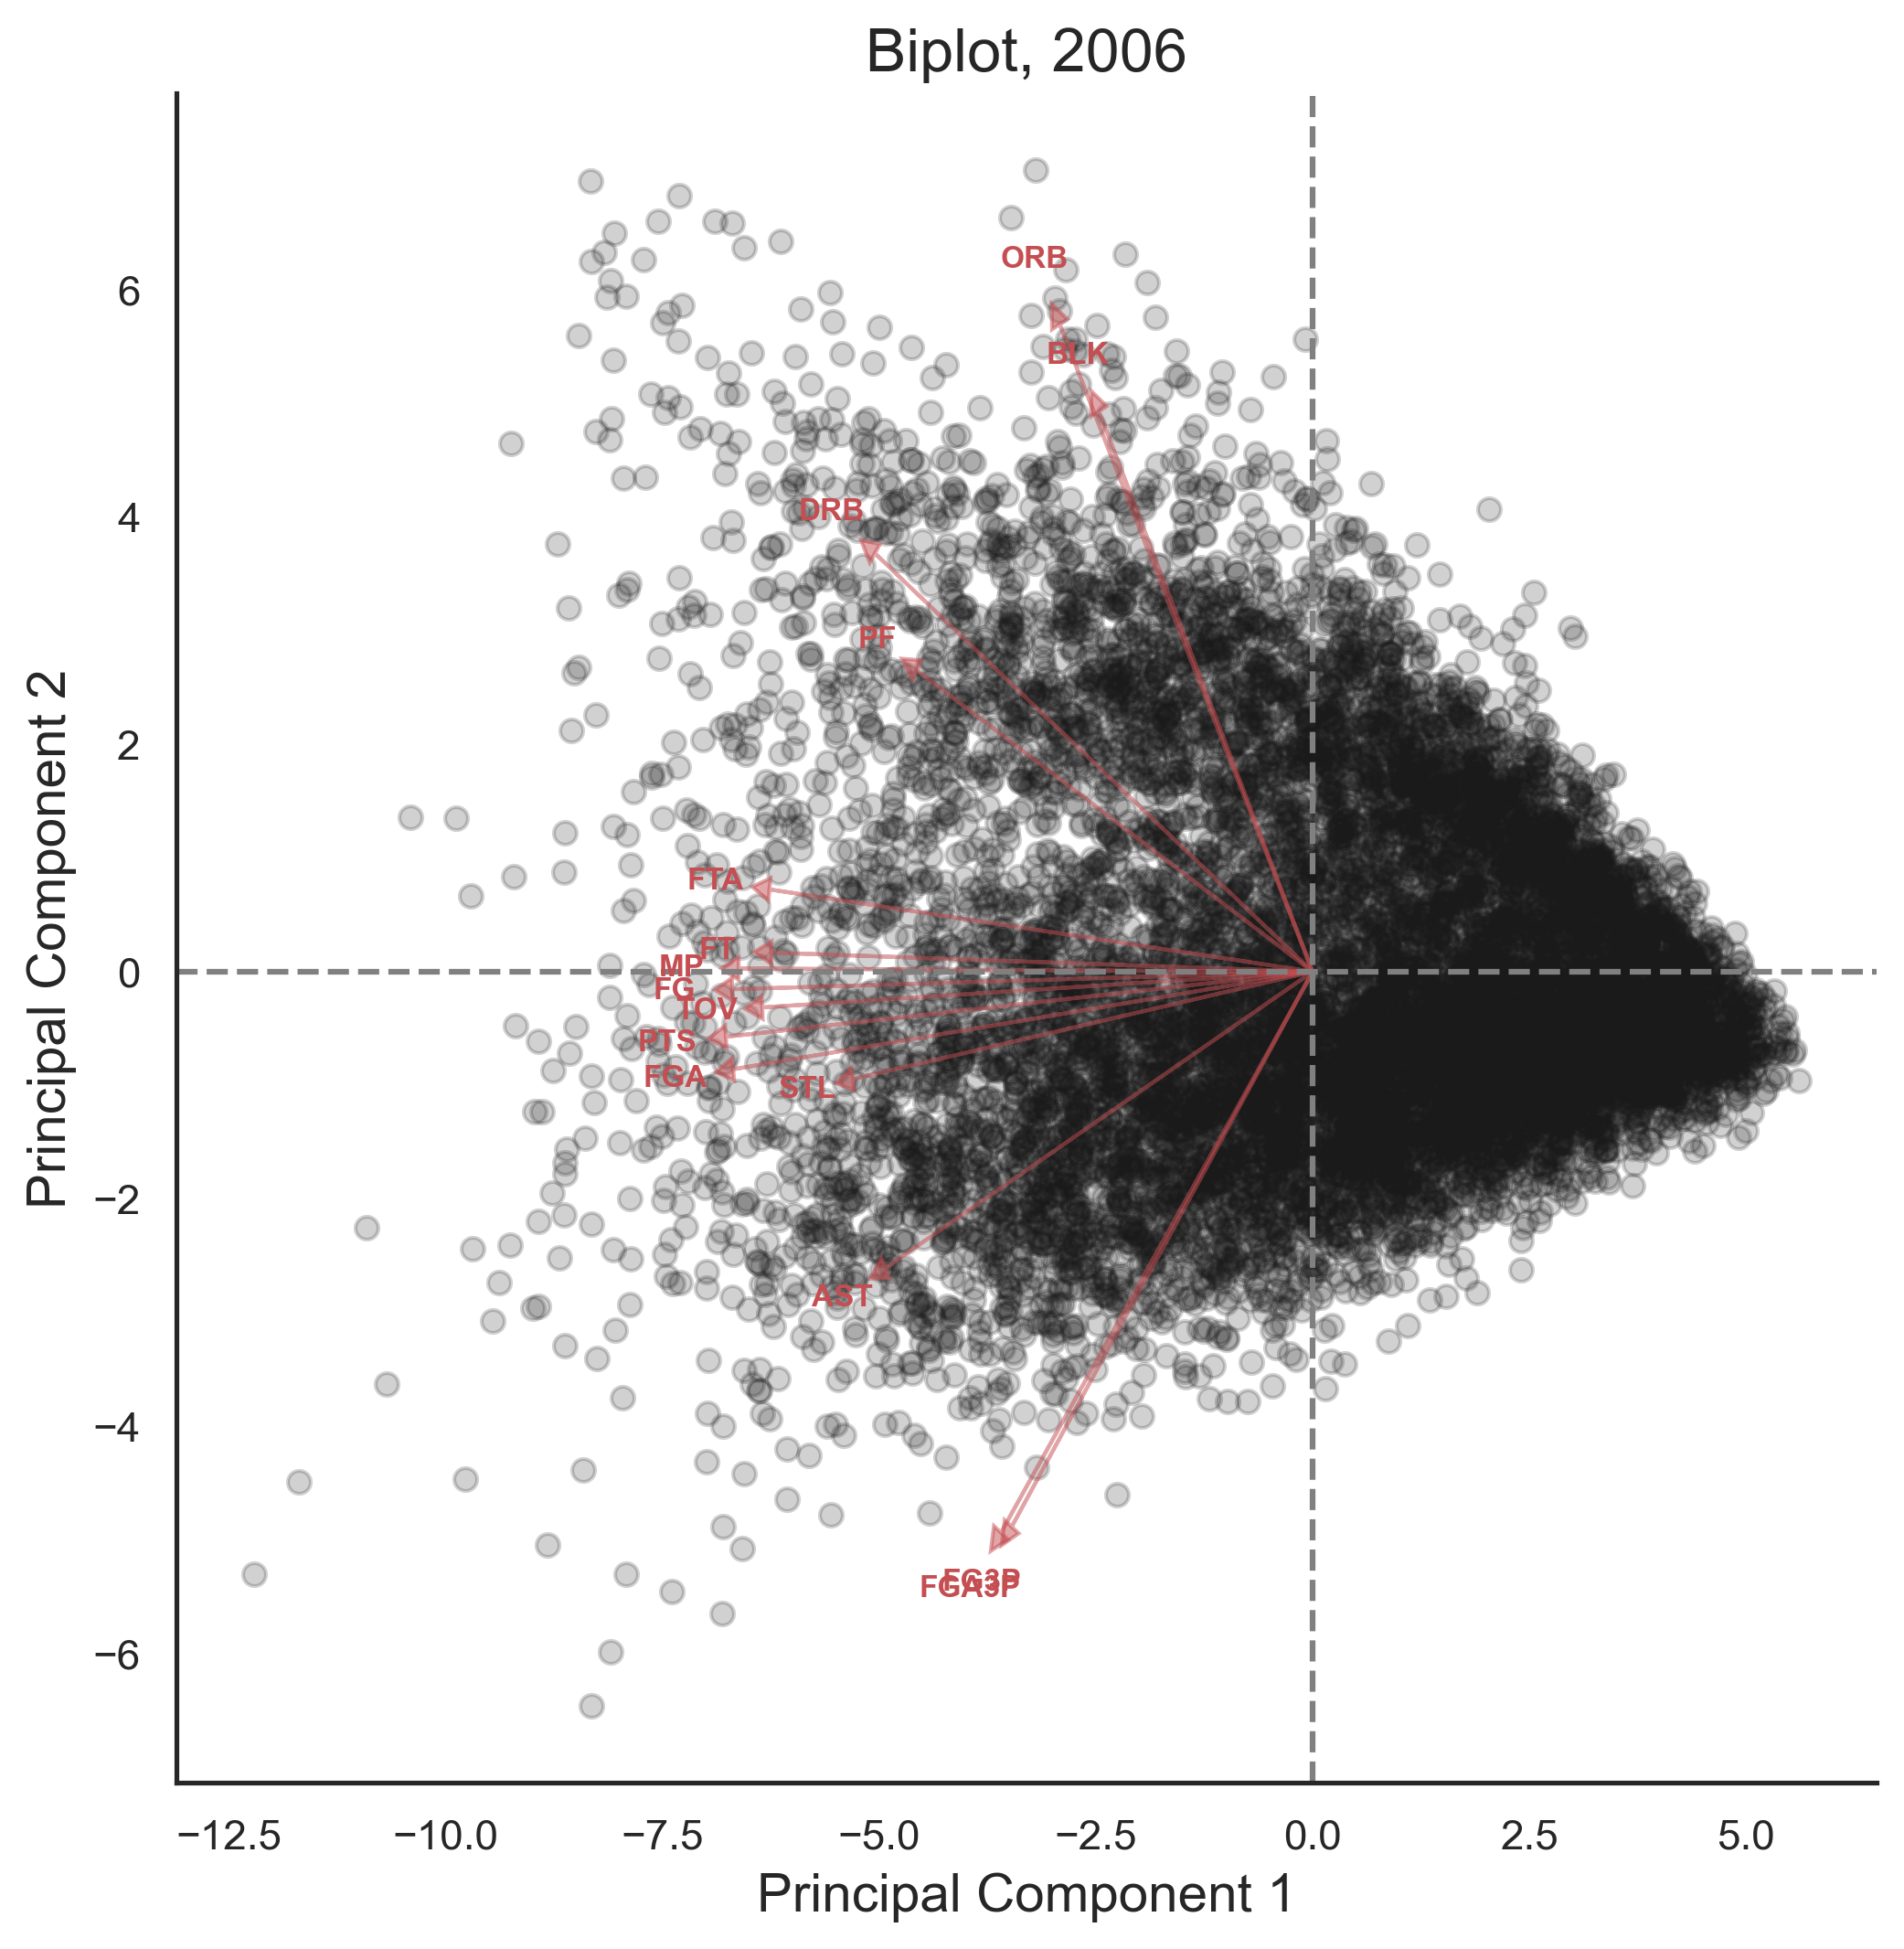 Biplot, 2006
Principal Component 2
6
4
2
0
−2
−4
−6
ORB
BLK
DRB
PF
FTA
FT
MP
FG
TOV
PTS
FGA
STL
AST
FG3P
FGA3P
−12.5 −10.0 −7.5 −5.0 −2.5 0.0 2.5 5.0
Principal Component 1